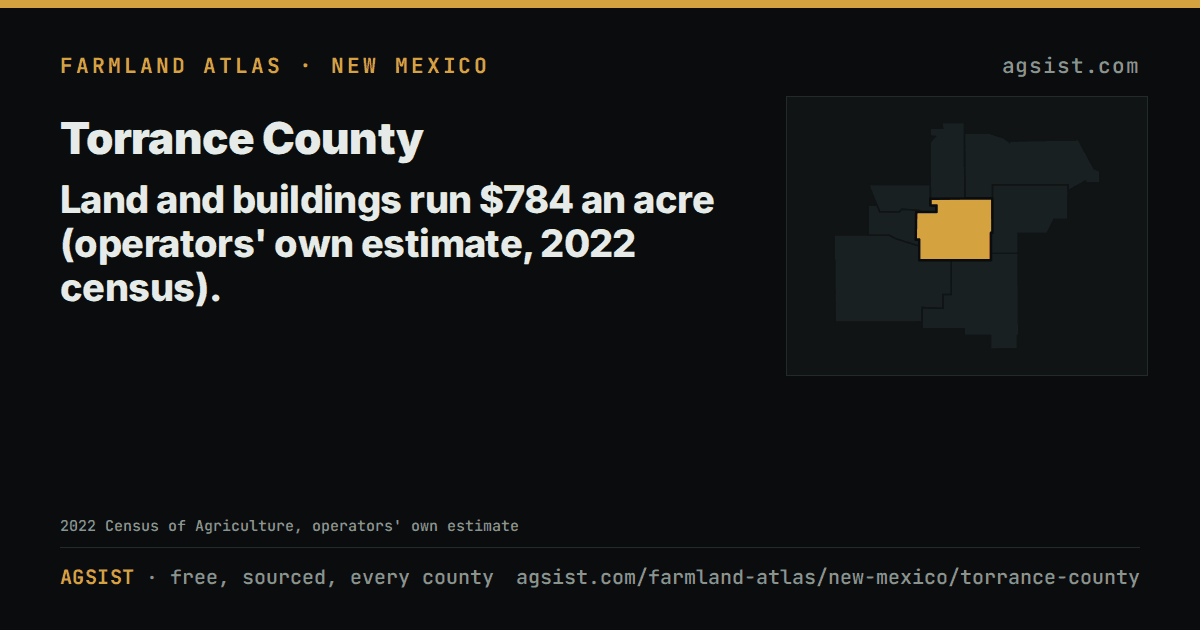 FARMLAND ATLAS · NEW MEXICO
agsist.com
Torrance County
Land and buildings run $784 an acre
(operators' own estimate, 2022
census).
2022 Census of Agriculture, operators' own estimate
AGSIST · free, sourced, every county
agsist.com/farmland-atlas/new-mexico/torrance-county